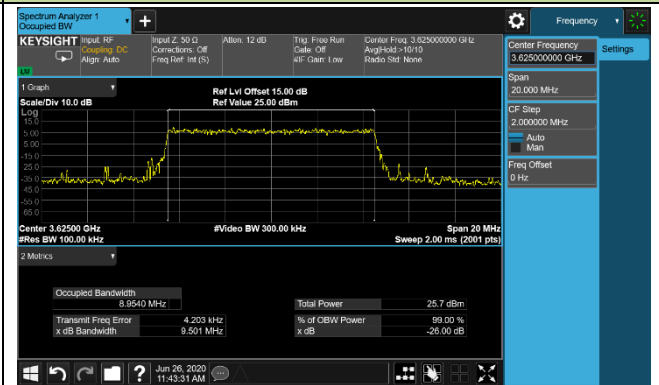 Spectrum Analyzer 1
Occupied BW
Frequency
KEYSIGHT
Input: RF
Coupling: DC
Align: Auto
Input Z: 50 Ω
Corrections: Off
Freq Ref: Int (S)
Atten: 12 dB
Trig: Free Run
Gate: Off
#IF Gain: Low
Center Freq: 3.625000000 GHz
Avg|Hold:>10/10
Radio Std: None
Center Frequency
3.625000000 GHz
Settings
Span
20.000 MHz
CF Step
2.000000 MHz
Auto
Man
Freq Offset
0 Hz
1 Graph
Scale/Div 10.0 dB
Ref Lvl Offset 15.00 dB
Ref Value 25.00 dBm
Log
15.0
5.00
-5.00
-15.0
-25.0
-35.0
-45.0
-55.0
-65.0
Center 3.62500 GHz
#Res BW 100.00 kHz
#Video BW 300.00 kHz
Span 20 MHz
Sweep 2.00 ms (2001 pts)
2 Metrics
Occupied Bandwidth
8.9540 MHz
Total Power
25.7 dBm
Transmit Freq Error
4.203 kHz
% of OBW Power
99.00 %
x dB Bandwidth
9.501 MHz
x dB
-26.00 dB
?
Jun 26, 2020
11:43:31 AM